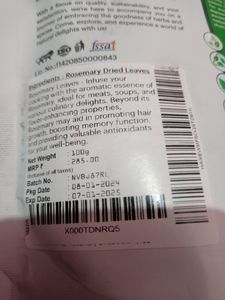 With a focus on quality, sustainability, and your
satisfaction, we're here to accompany you on a
of embracing the goodness of herbs and
Come, explore, and experience a world of
natural delights with us!
ISO
fssai
Lic. No.:11420850000843
Ingredients - Rosemary Dried Leaves
Rosemary Leaves - Infuse your
cooking with the aromatic essence of
rosemary, ideal for meats, soups, and
various culinary delights. Beyond its
enhancing properties,
Rosemary may aid in promoting hair
growth, boosting memory function,
and providing valuable antioxidants
for your well-being.
Net Weight : 100g
MRP ₹ : 285.00
(Inclusive of all taxes)
Batch No. : NVBJ87RL
Pkg Date : 08-01-2024
Exp Date : 07-01-2025
X000TDNRQ5